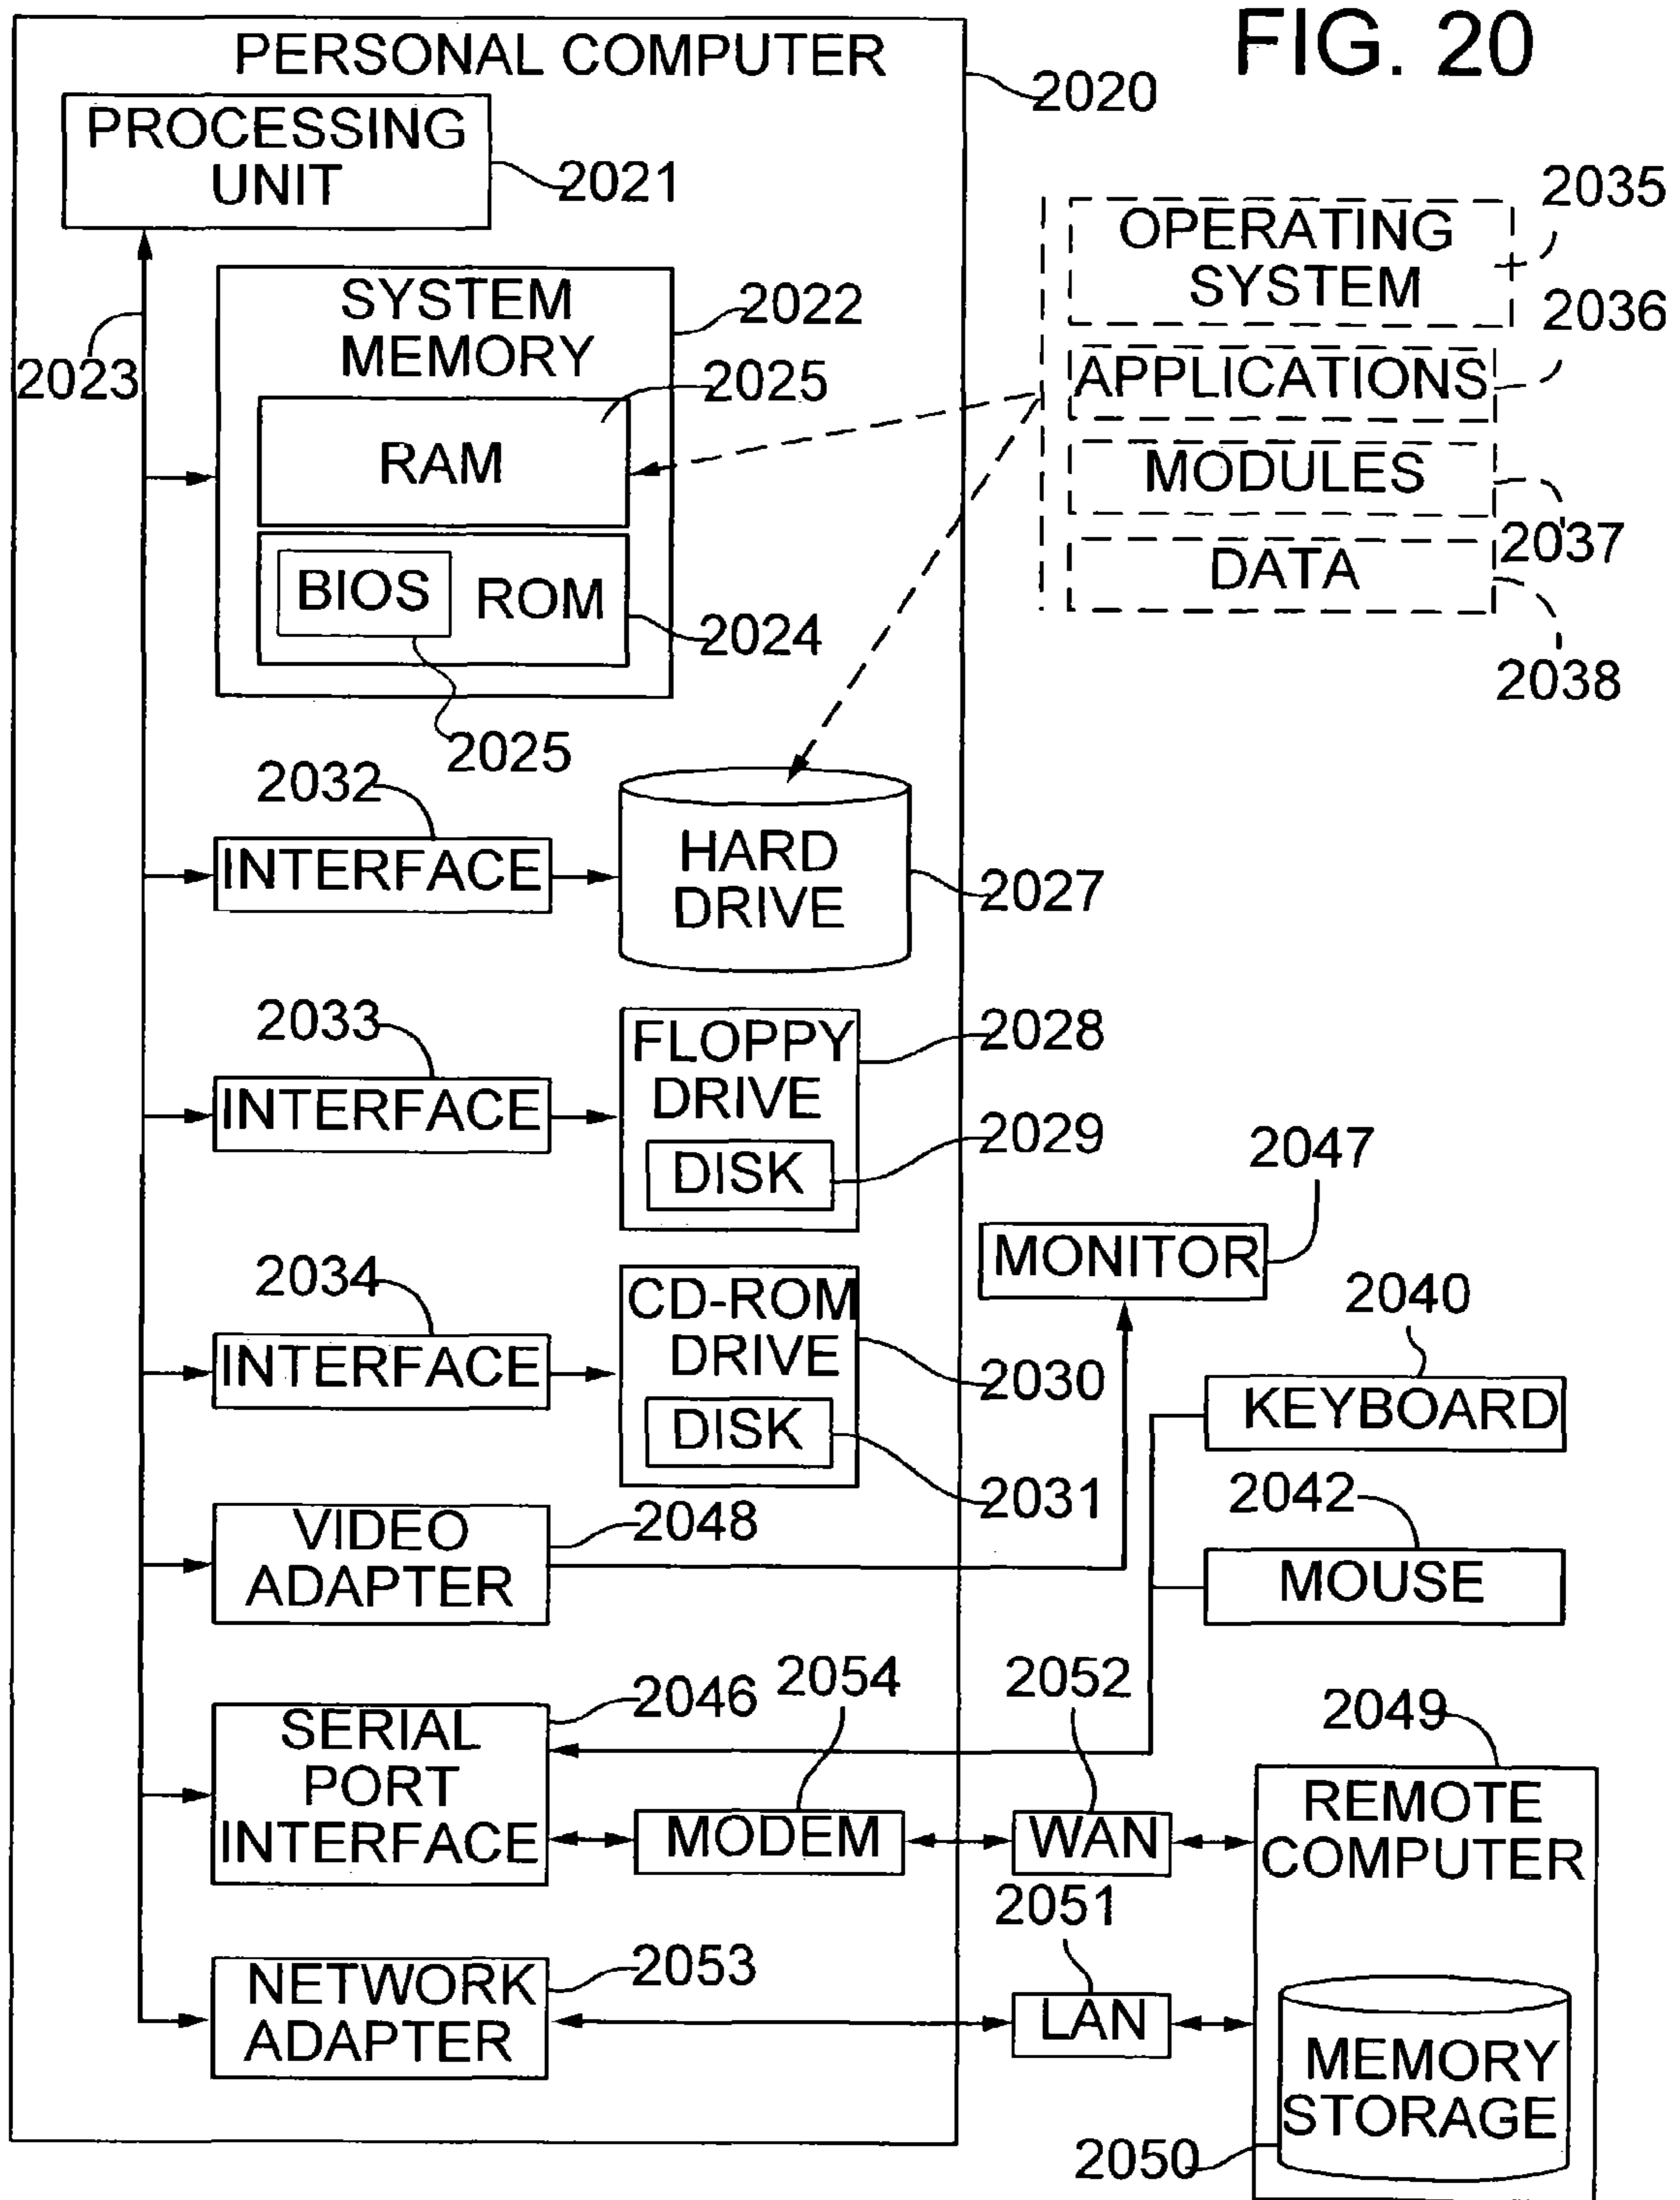 FIG. 20
PERSONAL COMPUTER
2020
PROCESSING
UNIT
2021
2035
OPERATING
SYSTEM
SYSTEM
MEMORY
2022
2036
2023
2025
APPLICATIONS
RAM
MODULES
2037
BIOS
ROM
2024
DATA
2038
2025
2032
INTERFACE
HARD
DRIVE
2027
2033
INTERFACE
FLOPPY
DRIVE
2028
DISK
2029
2047
MONITOR
2034
INTERFACE
CD-ROM
DRIVE
2030
DISK
2031
2040
KEYBOARD
2042
MOUSE
VIDEO
ADAPTER
2048
2046
2054
2052
2049
SERIAL
PORT
INTERFACE
MODEM
WAN
REMOTE
COMPUTER
2051
NETWORK
ADAPTER
2053
LAN
MEMORY
STORAGE
2050